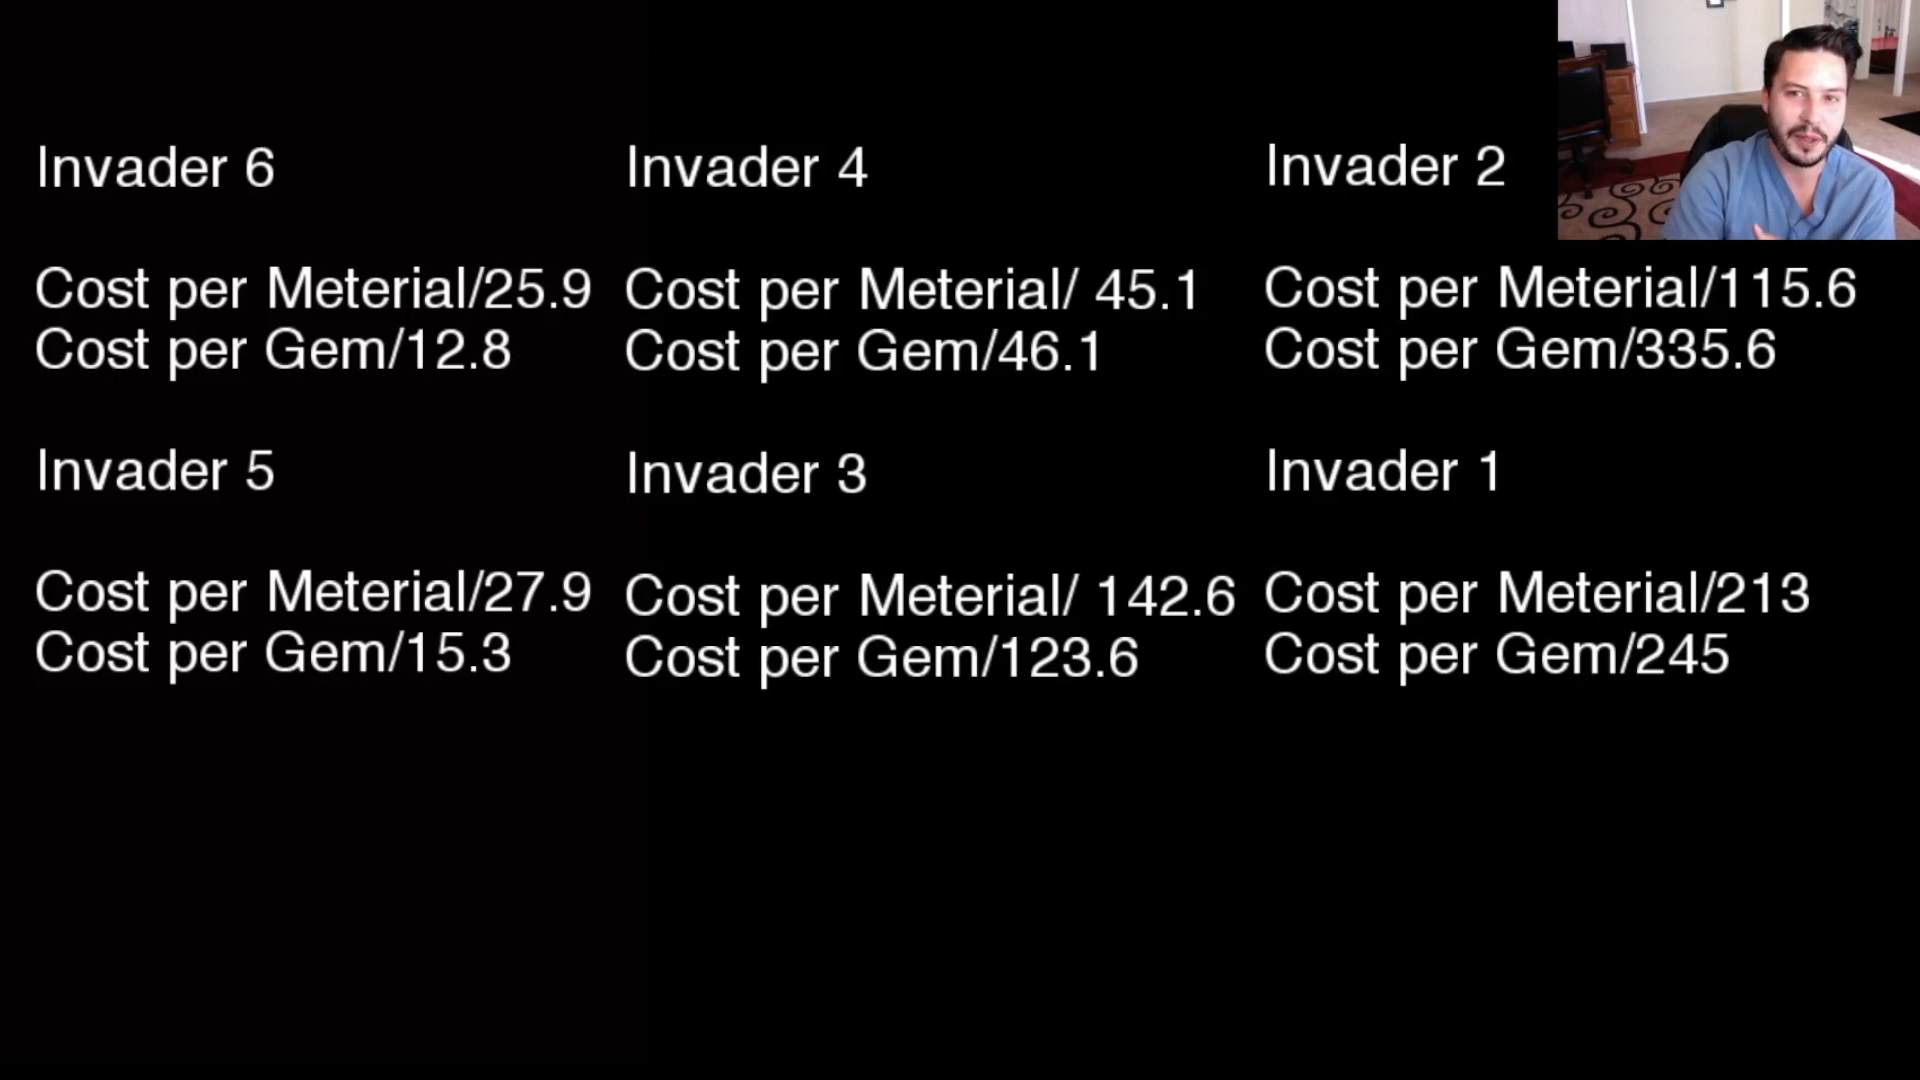 Invader 6
Cost per Meterial/25.9
Cost per Gem/12.8
Invader 5
Cost per Meterial/27.9
Cost per Gem/15.3
Invader 4
Cost per Meterial/ 45.1
Cost per Gem/46.1
Invader 3
Cost per Meterial/ 142.6
Cost per Gem/123.6
Invader 2
Cost per Meterial/115.6
Cost per Gem/335.6
Invader 1
Cost per Meterial/213
Cost per Gem/245